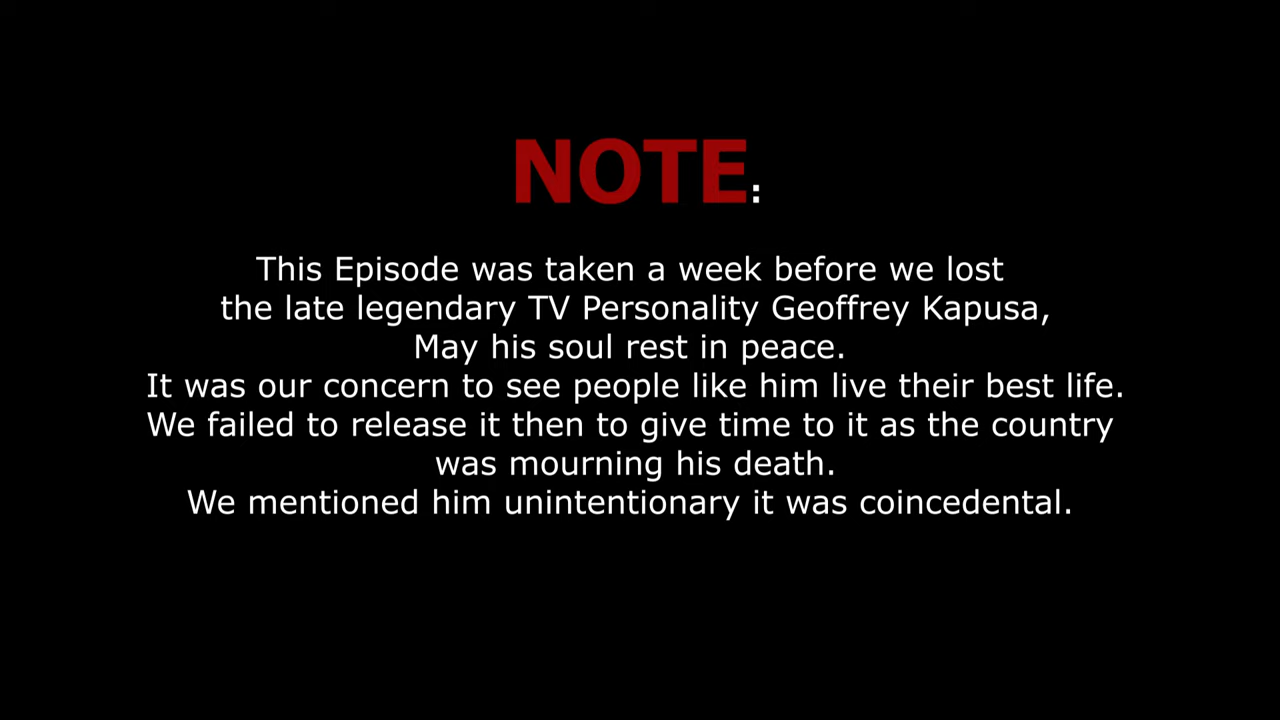 NOTE:
This Episode was taken a week before we lost
the late legendary TV Personality Geoffrey Kapusa,
May his soul rest in peace.
It was our concern to see people like him live their best life.
We failed to release it then to give time to it as the country
was mourning his death.
We mentioned him unintentionary it was coincedental.